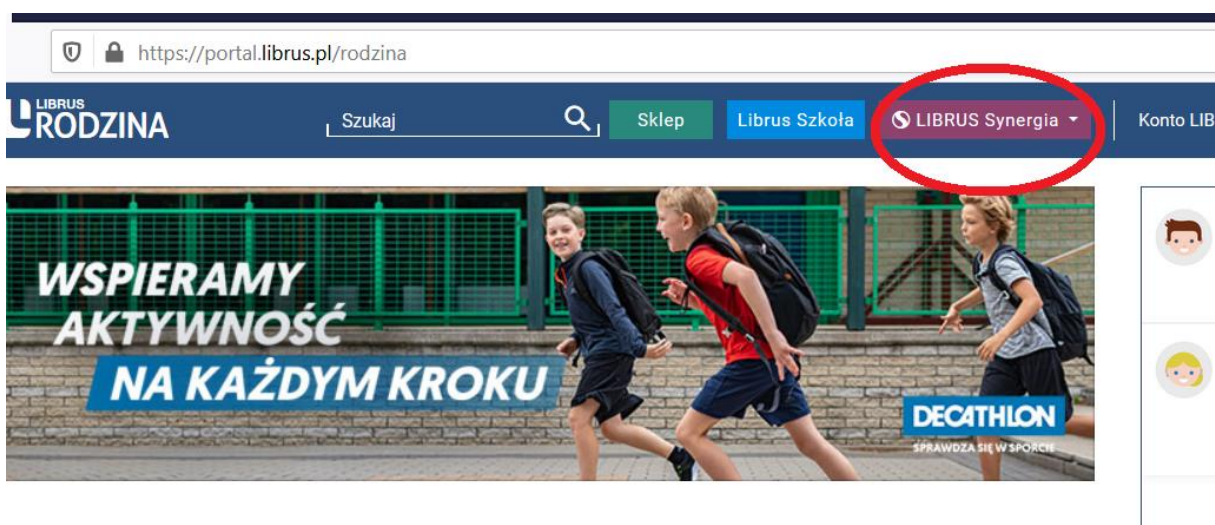 https://portal.librus.pl/rodzina
LIBRUS
RODZINA
Szukaj
Sklep
Librus Szkoła
LIBRUS Synergia
Konto LIB
WSPIERAMY
AKTYWNOŚĆ
NA KAŻDYM KROKU
DECATHLON
SPRAWDZA SIĘ W SPORCIE